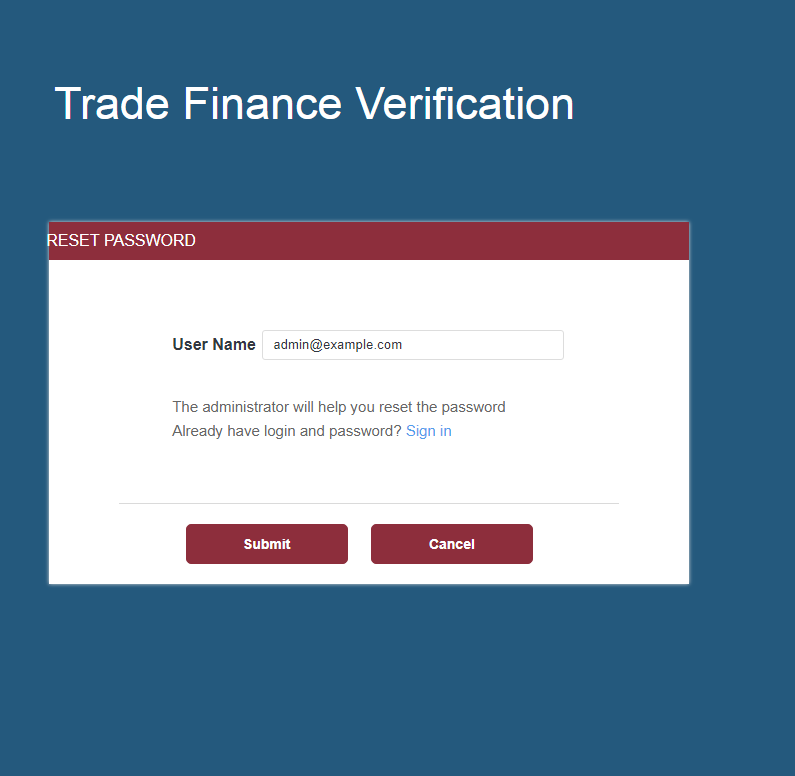 Trade Finance Verification
RESET PASSWORD
User Name admin@example.com
The administrator will help you reset the password
Already have login and password? Sign in
Submit Cancel